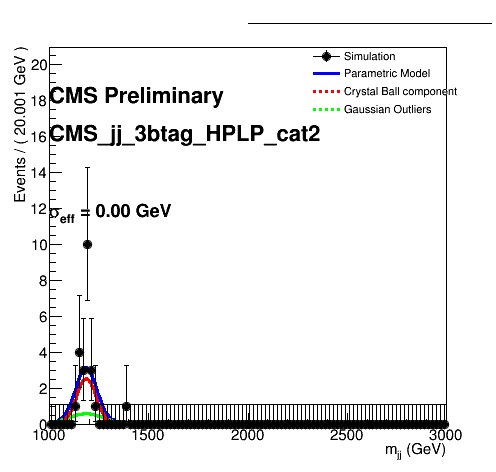 Simulation
Parametric Model
Crystal Ball component
Gaussian Outliers
CMS Preliminary
CMS_jj_3btag_HPLP_cat2
σeff = 0.00 GeV
Events / ( 20.001 GeV )
20
18
16
14
12
10
8
6
4
2
0
1000 1500 2000 2500 3000
mjj (GeV)